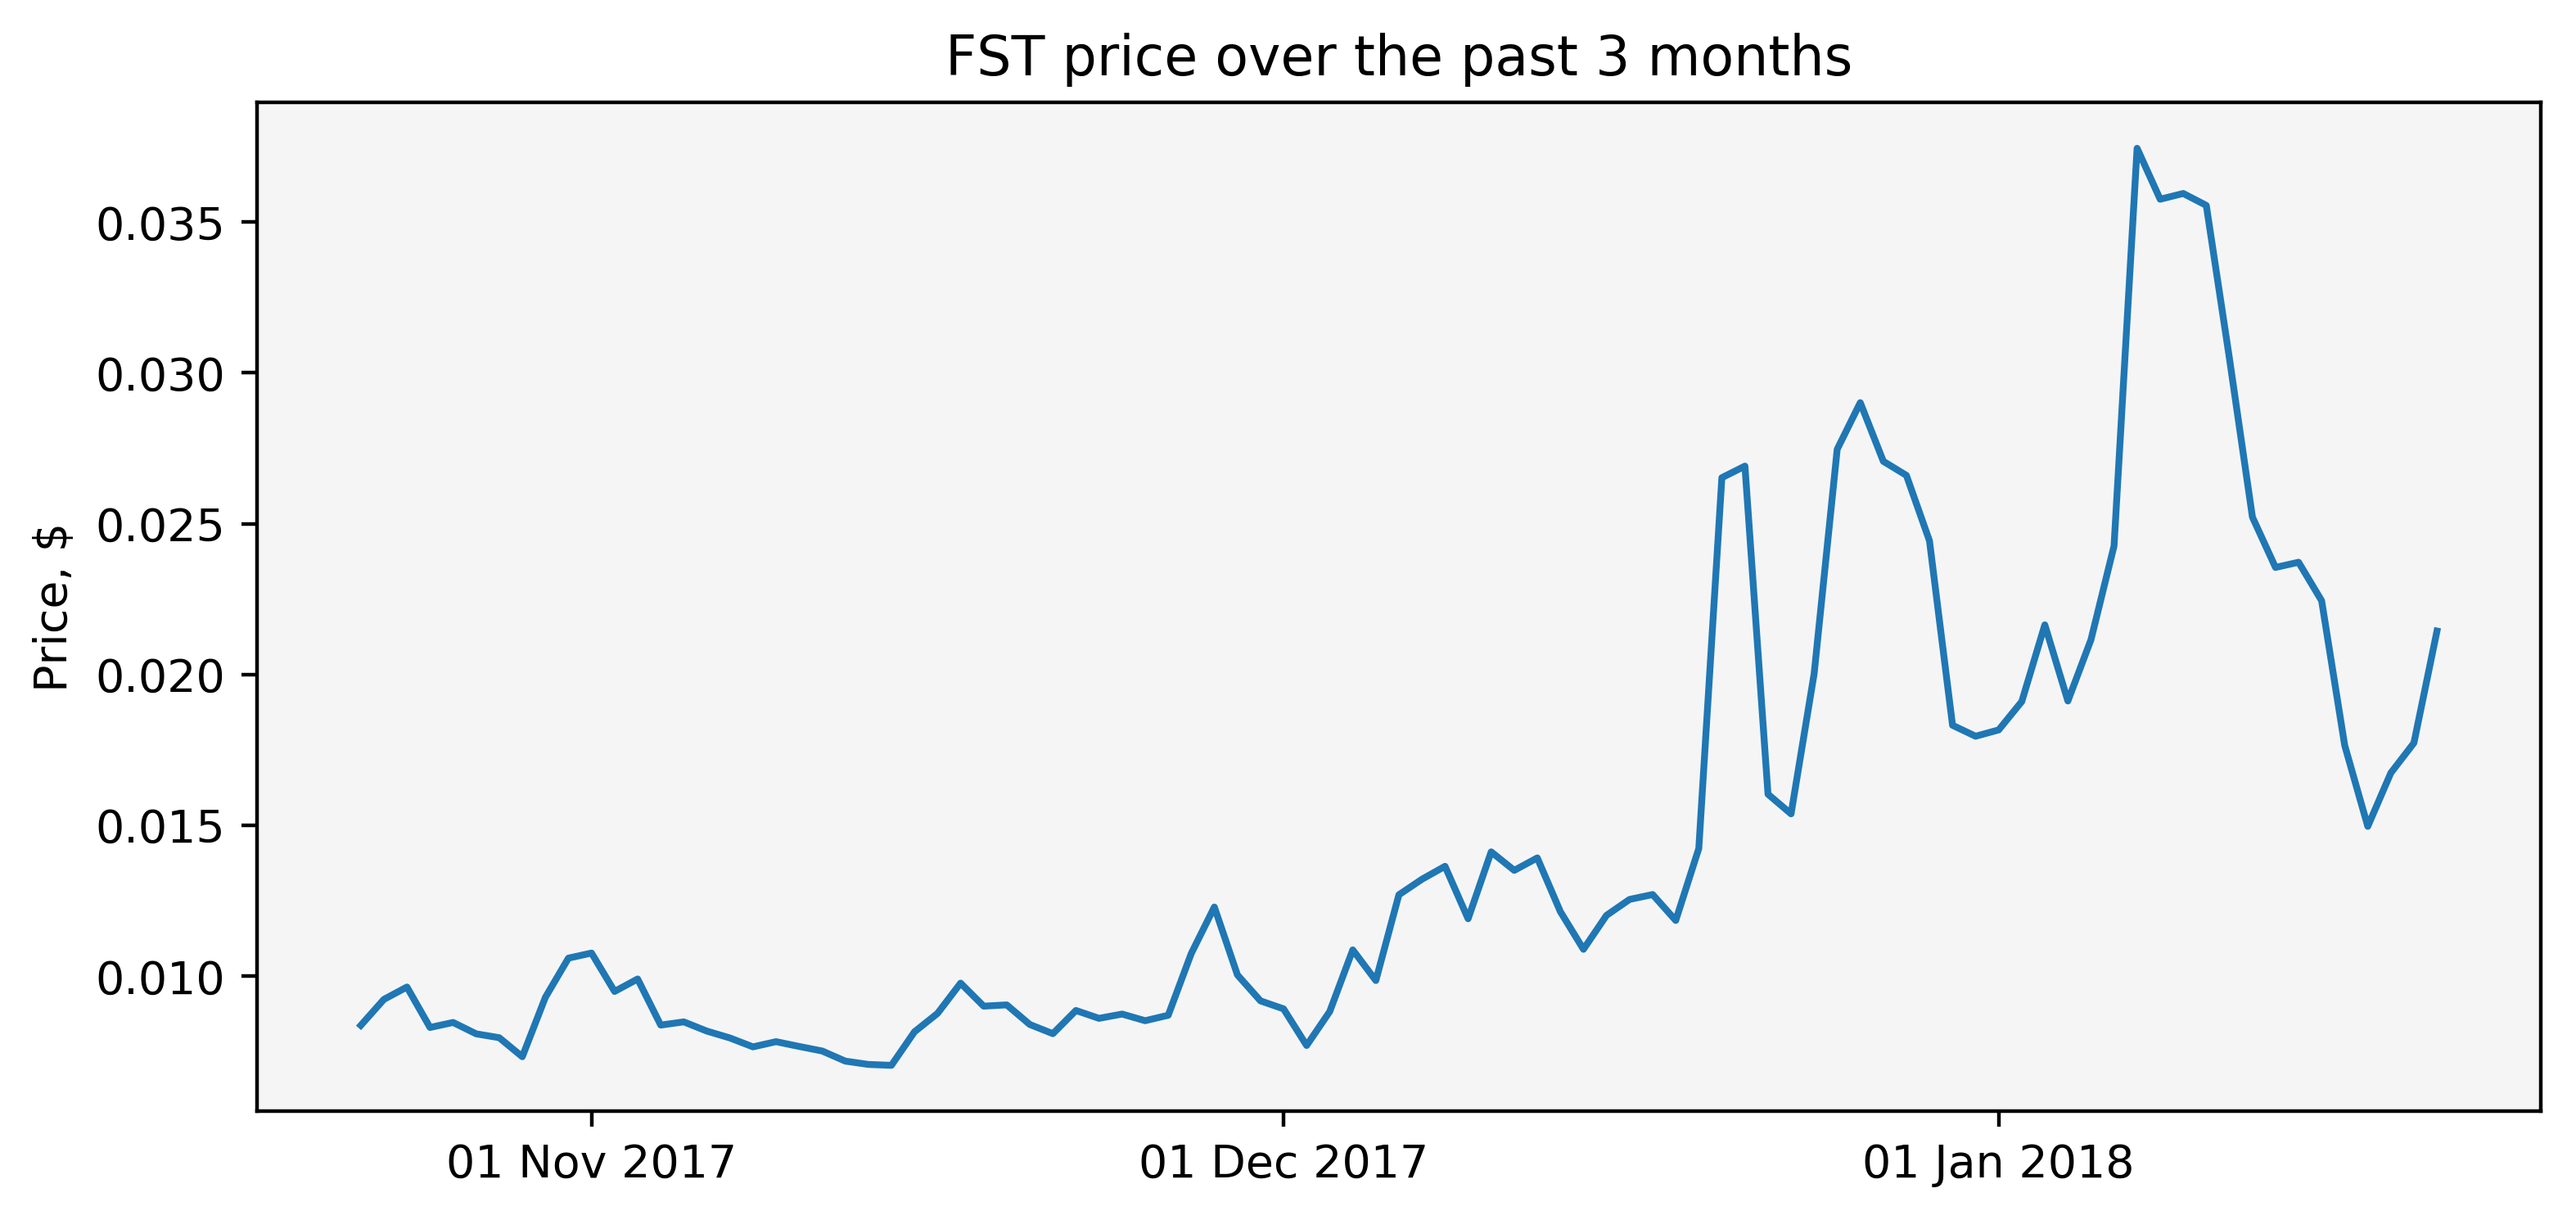 FST price over the past 3 months
Price, $
0.035
0.030
0.025
0.020
0.015
0.010
01 Nov 2017
01 Dec 2017
01 Jan 2018